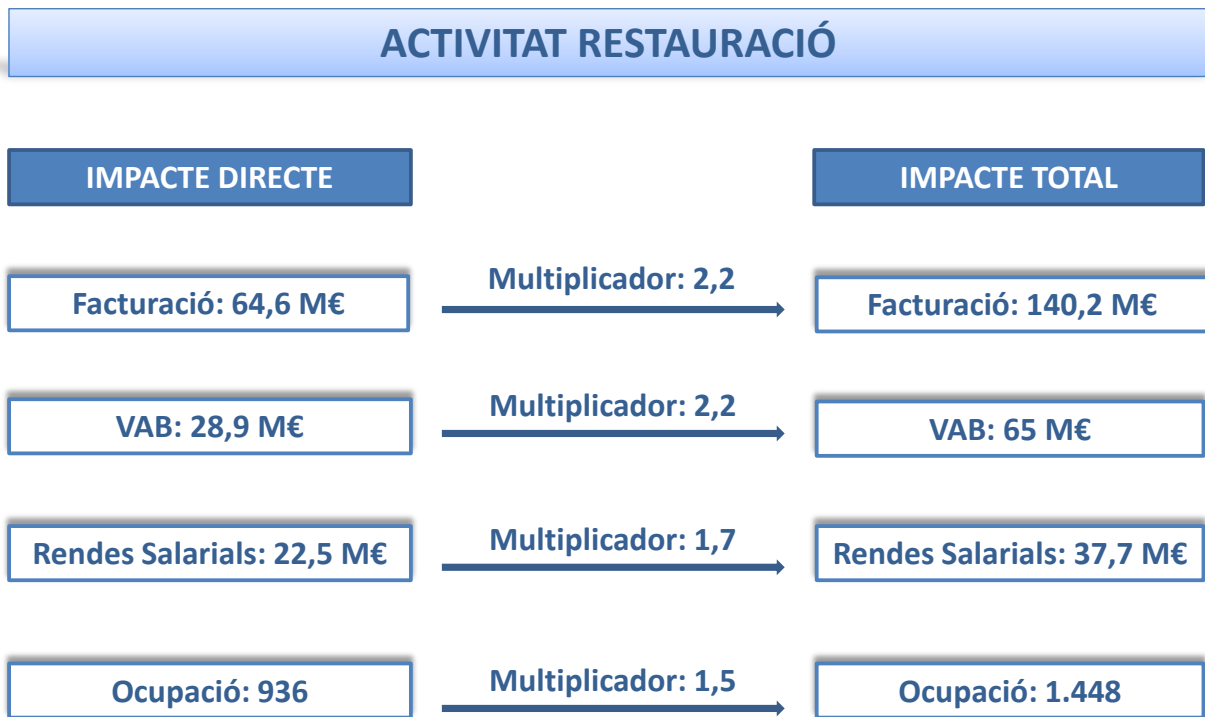 ACTIVITAT RESTAURACIÓ
IMPACTE DIRECTE
IMPACTE TOTAL
Facturació: 64,6 M€
Multiplicador: 2,2
Facturació: 140,2 M€
VAB: 28,9 M€
Multiplicador: 2,2
VAB: 65 M€
Rendes Salarials: 22,5 M€
Multiplicador: 1,7
Rendes Salarials: 37,7 M€
Ocupació: 936
Multiplicador: 1,5
Ocupació: 1.448